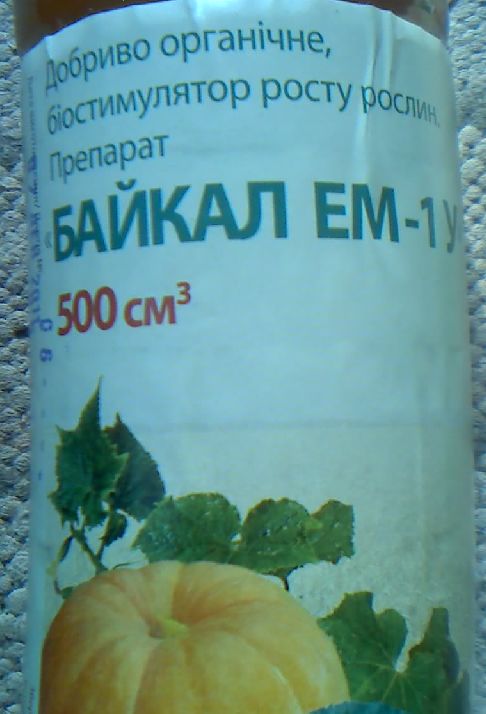 Добриво органічне,
біостимулятор росту рослин.
Препарат
"БАЙКАЛ ЕМ-1 У
500 см³